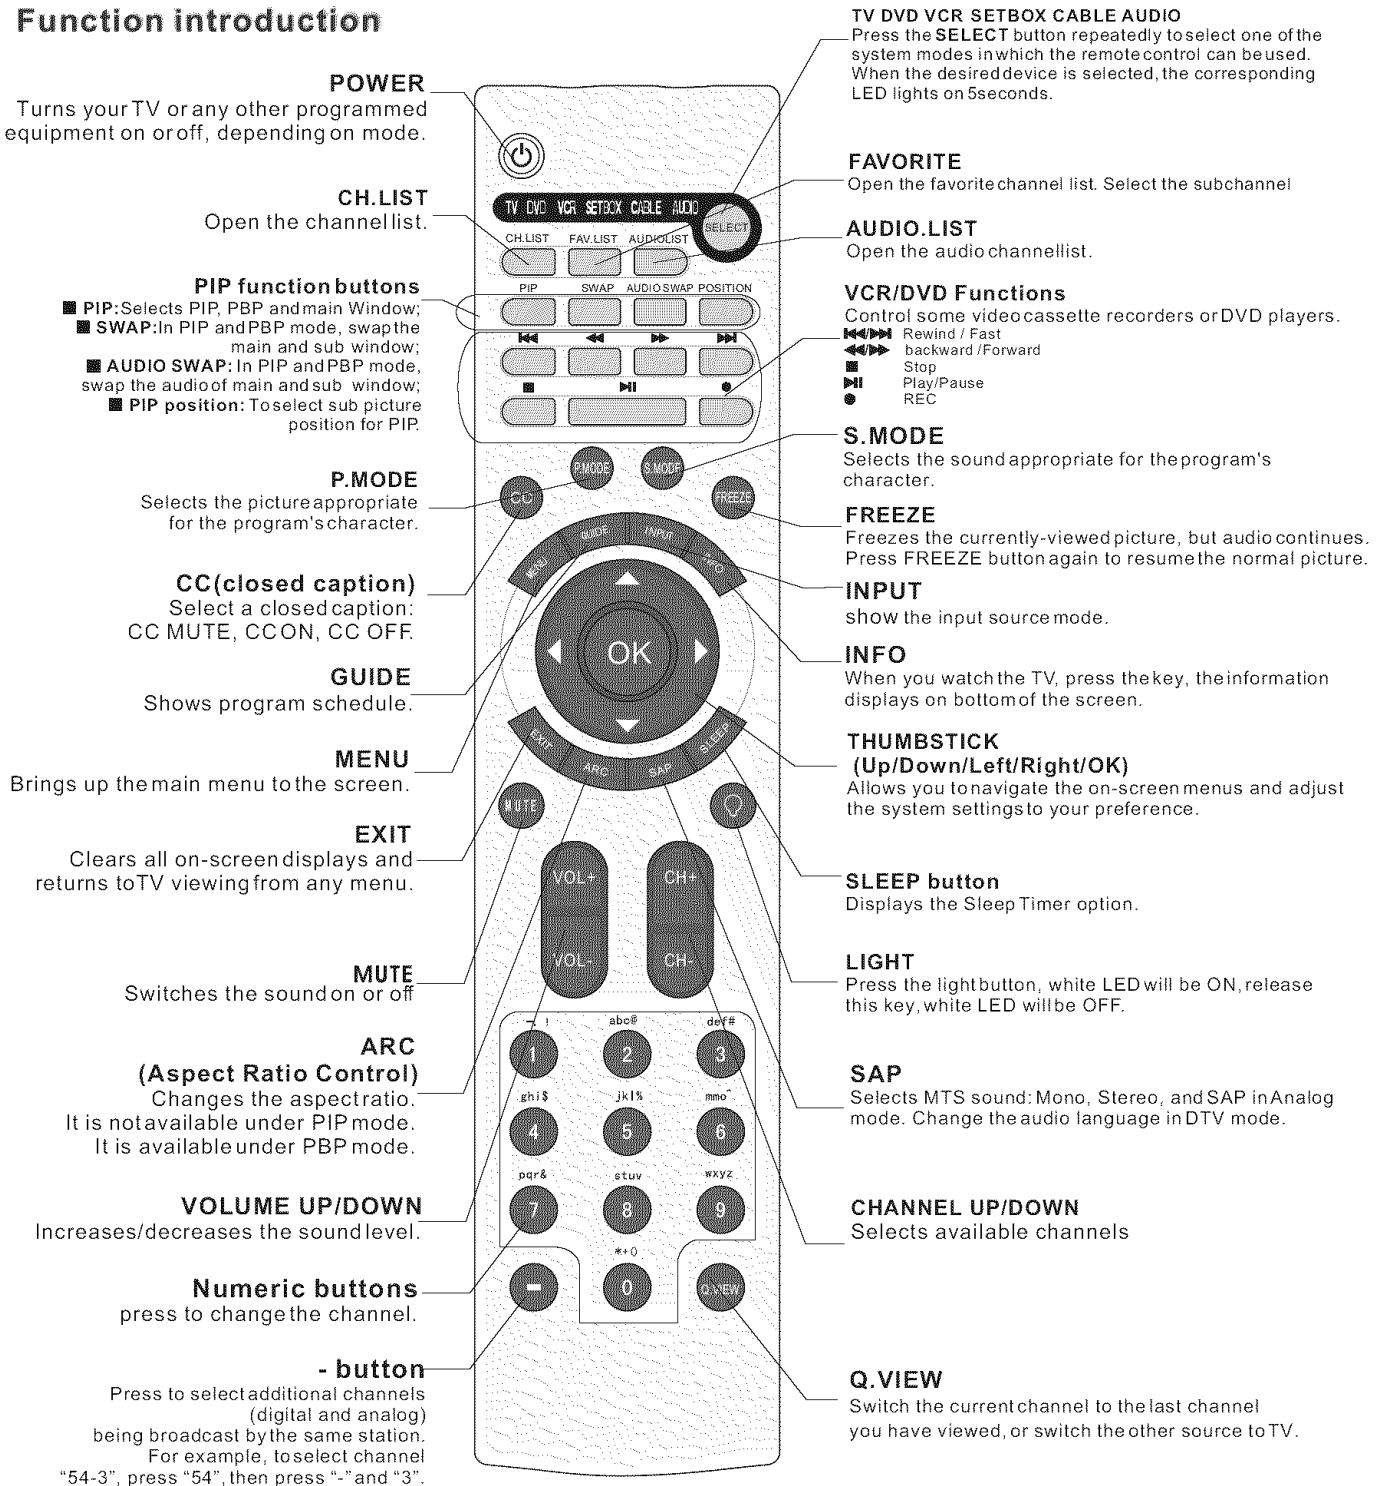 Function introduction
POWER
Turns your TV or any other programmed
equipment on or off, depending on mode.
CH.LIST
Open the channel list.
PIP function buttons
■ PIP:Selects PIP, PBP and main Window;
■ SWAP:In PIP and PBP mode, swap the
main and sub window;
■ AUDIO SWAP: In PIP and PBP mode,
swap the audio of main and sub window;
■ PIP position: To select sub picture
position for PIP.
P.MODE
Selects the picture appropriate
for the program's character.
CC(closed caption)
Select a closed caption:
CC MUTE, CC ON, CC OFF.
GUIDE
Shows program schedule.
MENU
Brings up the main menu to the screen.
EXIT
Clears all on-screen displays and
returns to TV viewing from any menu.
MUTE
Switches the sound on or off
ARC
(Aspect Ratio Control)
Changes the aspect ratio.
It is not available under PIP mode.
It is available under PBP mode.
VOLUME UP/DOWN
Increases/decreases the sound level.
Numeric buttons
press to change the channel.
- button
Press to select additional channels
(digital and analog)
being broadcast by the same station.
For example, to select channel
“54-3”, press “54”, then press “-” and “3”.
TV DVD VCR SETBOX CABLE AUDIO
SELECT
CH.LIST FAV.LIST AUDIOLIST
PIP SWAP AUDIO SWAP POSITION
P.MODE S.MODE
CC FREEZE
MENU GUIDE INPUT INFO
OK
EXIT ARC SAP SLEEP
MUTE
VOL+ CH+
VOL- CH-
-. ! abc@ def#
1 2 3
ghi$ jkl% mmo^
4 5 6
pqr& stuv wxyz
7 8 9
*+()
- 0 Q.VIEW
TV DVD VCR SETBOX CABLE AUDIO
Press the SELECT button repeatedly to select one of the
system modes in which the remote control can be used.
When the desired device is selected, the corresponding
LED lights on 5seconds.
FAVORITE
Open the favorite channel list. Select the subchannel
AUDIO.LIST
Open the audio channel list.
VCR/DVD Functions
Control some video cassette recorders or DVD players.
Rewind / Fast
backward /Forward
Stop
Play/Pause
REC
S.MODE
Selects the sound appropriate for the program's
character.
FREEZE
Freezes the currently-viewed picture, but audio continues.
Press FREEZE button again to resume the normal picture.
INPUT
show the input source mode.
INFO
When you watch the TV, press the key, the information
displays on bottom of the screen.
THUMBSTICK
(Up/Down/Left/Right/OK)
Allows you to navigate the on-screen menus and adjust
the system settings to your preference.
SLEEP button
Displays the Sleep Timer option.
LIGHT
Press the light button, white LED will be ON, release
this key, white LED will be OFF.
SAP
Selects MTS sound: Mono, Stereo, and SAP in Analog
mode. Change the audio language in DTV mode.
CHANNEL UP/DOWN
Selects available channels
Q.VIEW
Switch the current channel to the last channel
you have viewed, or switch the other source to TV.